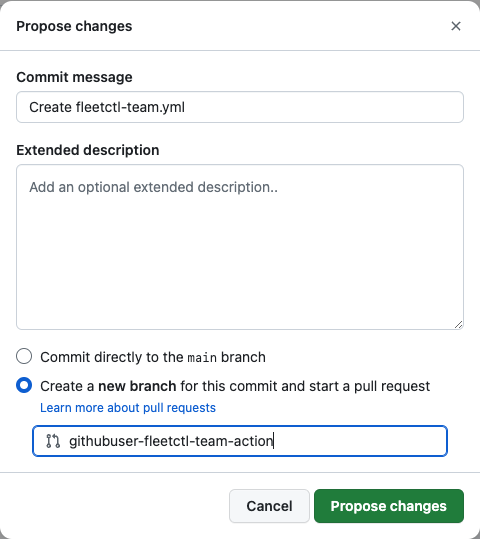 Propose changes
Commit message
Create fleetctl-team.yml
Extended description
Add an optional extended description..
Commit directly to the main branch
Create a new branch for this commit and start a pull request
Learn more about pull requests
githubuser-fleetctl-team-action
Cancel
Propose changes